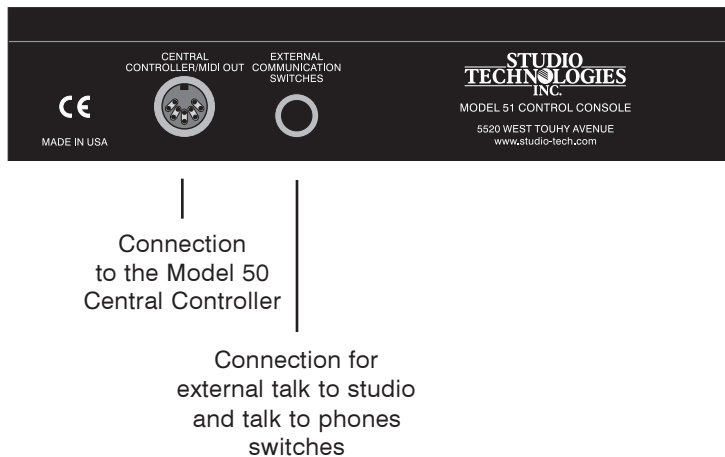 CENTRAL
CONTROLLER/MIDI OUT
EXTERNAL
COMMUNICATION
SWITCHES
CE
MADE IN USA
STUDIO
TECHNOLOGIES
INC.
MODEL 51 CONTROL CONSOLE
5520 WEST TOUHY AVENUE
www.studio-tech.com
Connection
to the Model 50
Central Controller
Connection for
external talk to studio
and talk to phones
switches